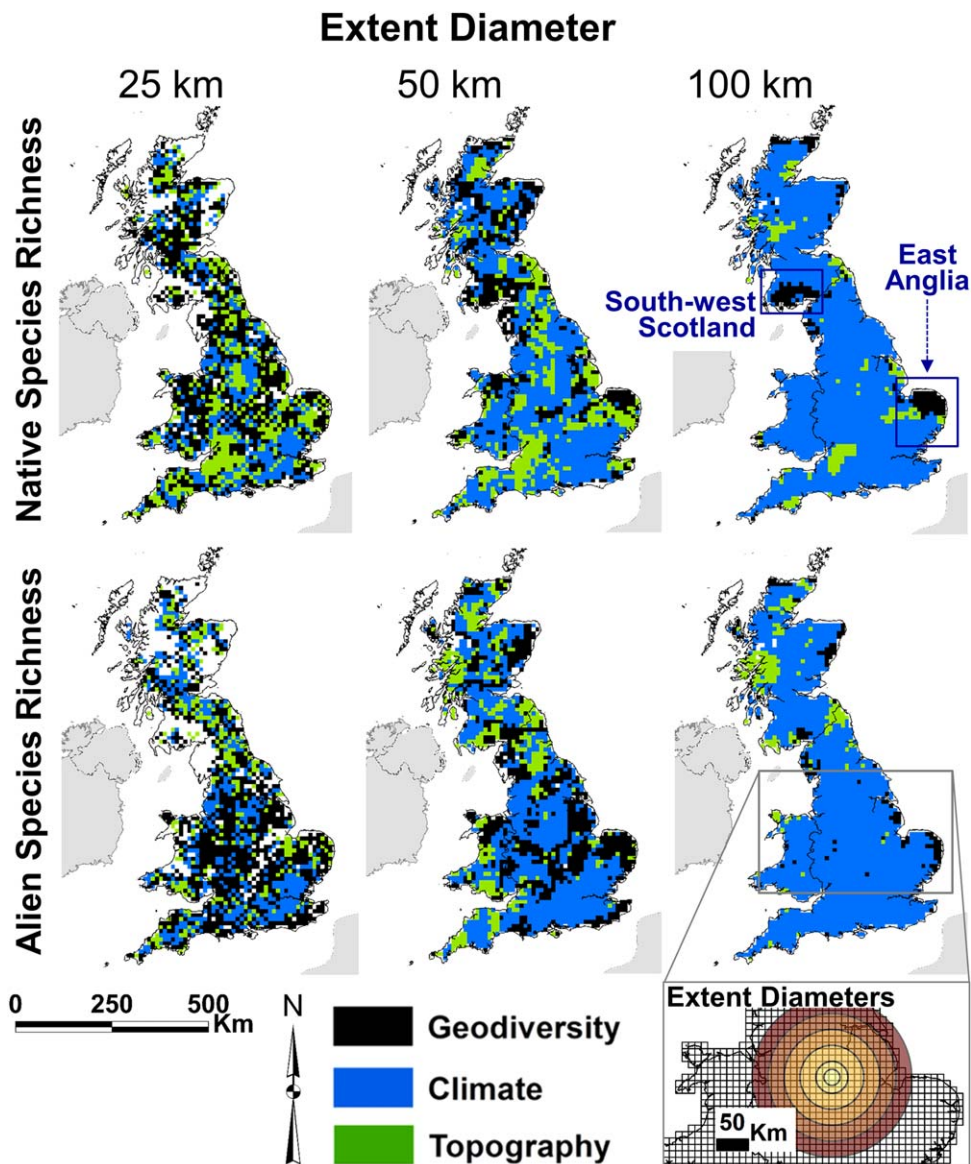 Extent Diameter
25 km
50 km
100 km
Native Species Richness
South-west
Scotland
East
Anglia
Alien Species Richness
0 250 500
Km
N
Geodiversity
Climate
Topography
Extent Diameters
50
Km